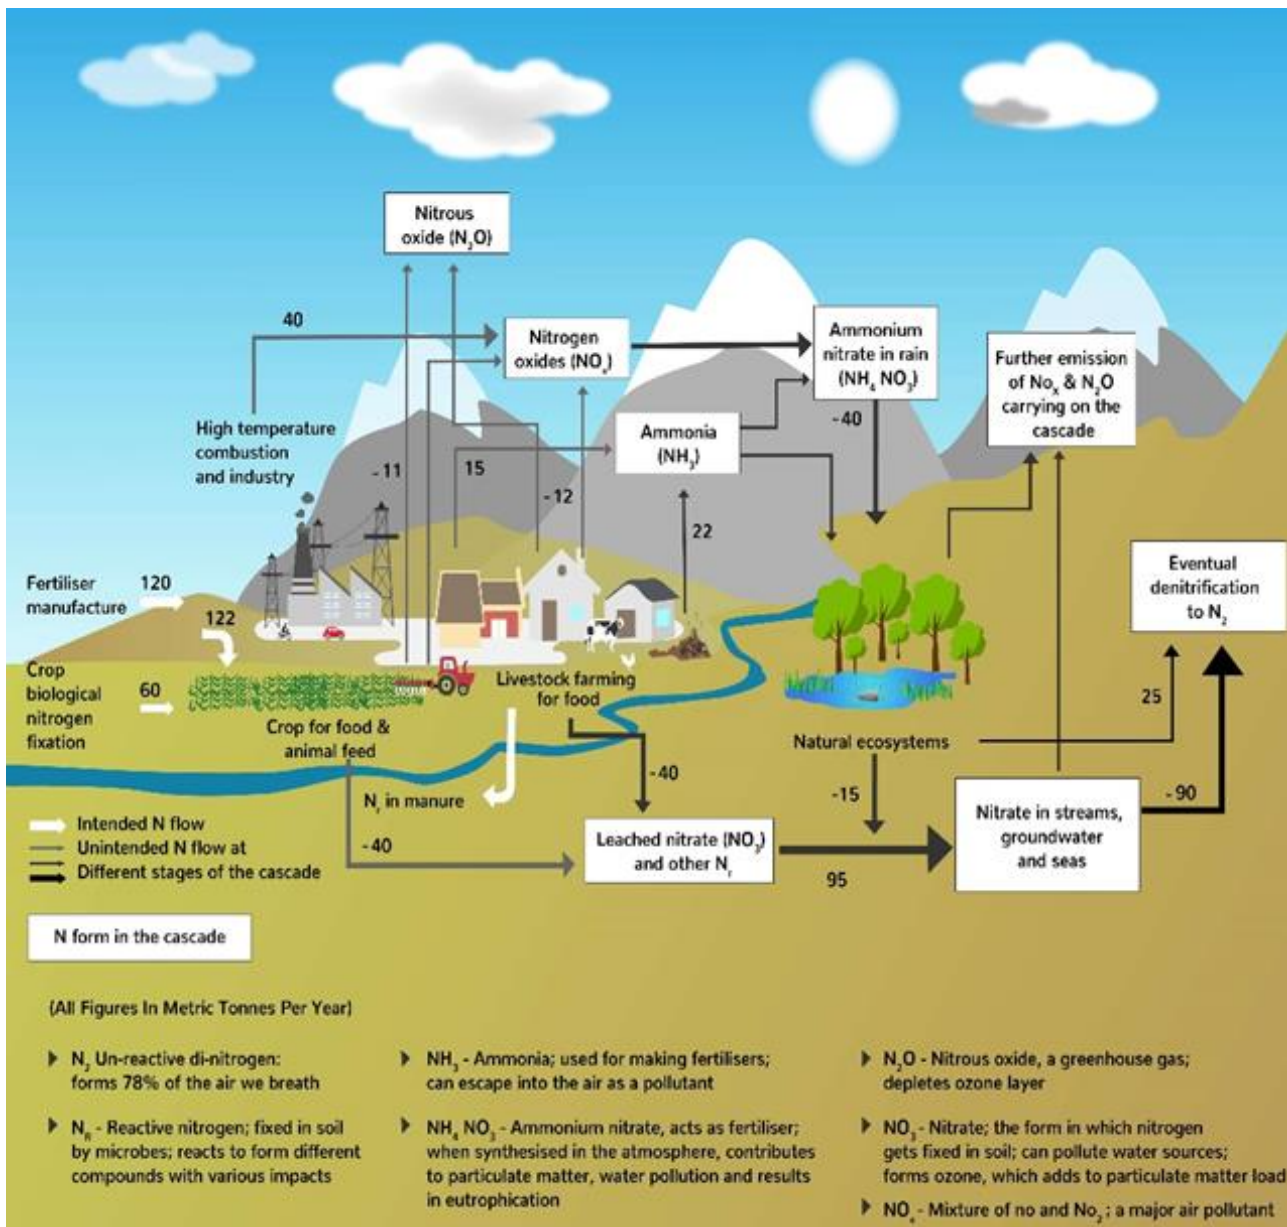 Nitrous
oxide (N₂O)
40
Nitrogen
oxides (NOₓ)
Ammonium
nitrate in rain
(NH₄ NO₃)
Further emission
of Noₓ & N₂O
carrying on the
cascade
High temperature
combustion
and industry
-11
15
-12
Ammonia
(NH₃)
-40
22
Fertiliser
manufacture
120
122
Eventual
denitrification
to N₂
Crop
biological
nitrogen
fixation
60
Livestock farming
for food
25
Crop for food &
animal feed
Natural ecosystems
Nᵣ in manure
-40
-15
-90
Intended N flow
Unintended N flow at
Different stages of the cascade
-40
Leached nitrate (NO₃)
and other Nᵣ
95
Nitrate in streams,
groundwater
and seas
N form in the cascade
(All Figures In Metric Tonnes Per Year)
N₂ Un-reactive di-nitrogen:
forms 78% of the air we breath
N_R - Reactive nitrogen; fixed in soil
by microbes; reacts to form different
compounds with various impacts
NH₃ - Ammonia; used for making fertilisers;
can escape into the air as a pollutant
NH₄ NO₃ - Ammonium nitrate, acts as fertiliser;
when synthesised in the atmosphere, contributes
to particulate matter, water pollution and results
in eutrophication
N₂O - Nitrous oxide, a greenhouse gas;
depletes ozone layer
NO₃- Nitrate; the form in which nitrogen
gets fixed in soil; can pollute water sources;
forms ozone, which adds to particulate matter load
NOₓ - Mixture of no and No₂; a major air pollutant